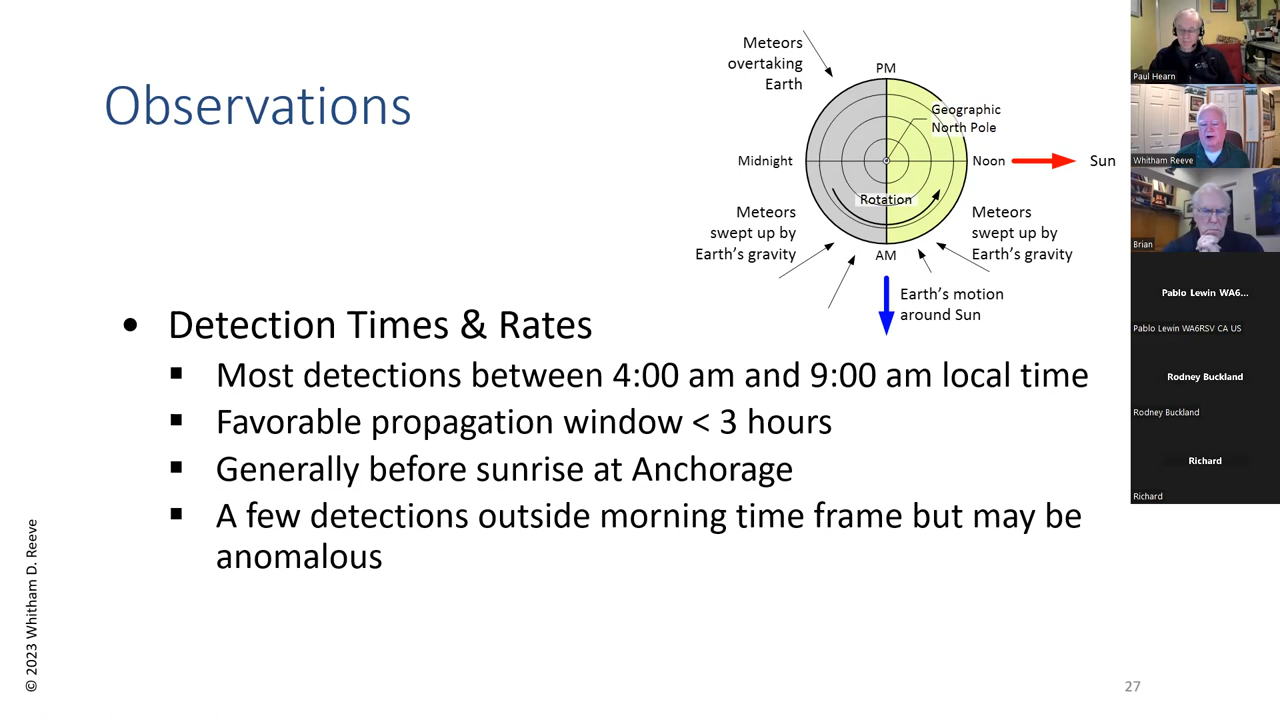 Observations
Meteors
overtaking
Earth
PM
Geographic
North Pole
Midnight
Noon
Sun
Rotation
Meteors
swept up by
Earth's gravity
Meteors
swept up by
Earth's gravity
AM
Earth's motion
around Sun
• Detection Times & Rates
▪ Most detections between 4:00 am and 9:00 am local time
▪ Favorable propagation window < 3 hours
▪ Generally before sunrise at Anchorage
▪ A few detections outside morning time frame but may be
anomalous
© 2023 Whitham D. Reeve
27
Paul Hearn
Whitham Reeve
Brian
Pablo Lewin WA6...
Pablo Lewin WA6RSV CA US
Rodney Buckland
Rodney Buckland
Richard
Richard